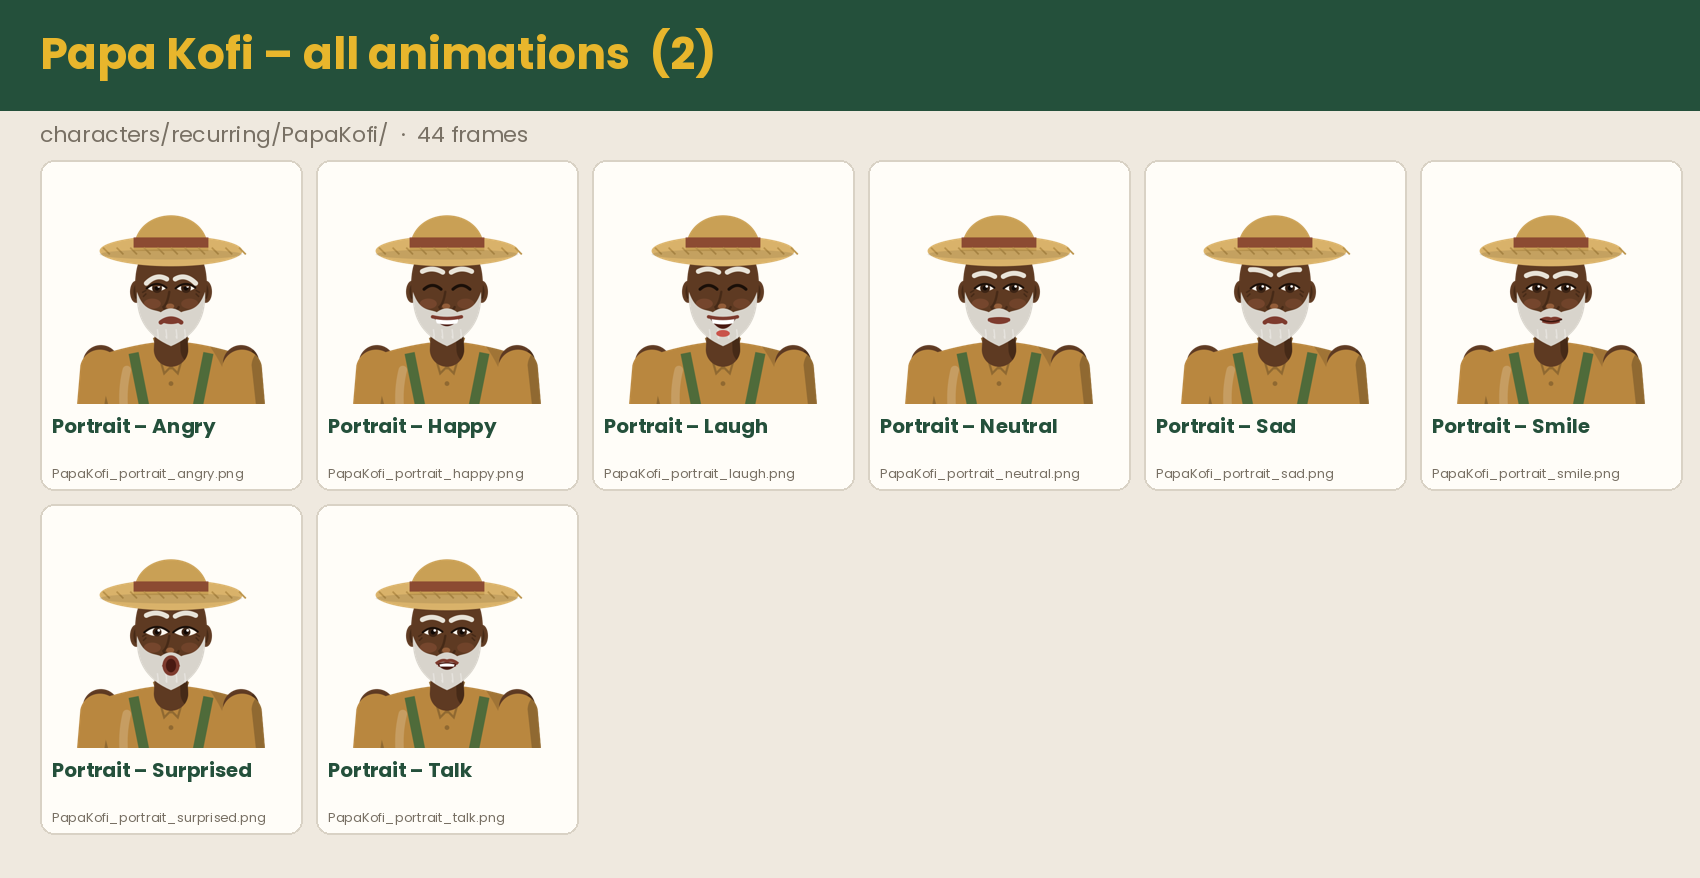 Papa Kofi – all animations (2)
characters/recurring/PapaKofi/ · 44 frames
Portrait – Angry
PapaKofi_portrait_angry.png
Portrait – Happy
PapaKofi_portrait_happy.png
Portrait – Laugh
PapaKofi_portrait_laugh.png
Portrait – Neutral
PapaKofi_portrait_neutral.png
Portrait – Sad
PapaKofi_portrait_sad.png
Portrait – Smile
PapaKofi_portrait_smile.png
Portrait – Surprised
PapaKofi_portrait_surprised.png
Portrait – Talk
PapaKofi_portrait_talk.png